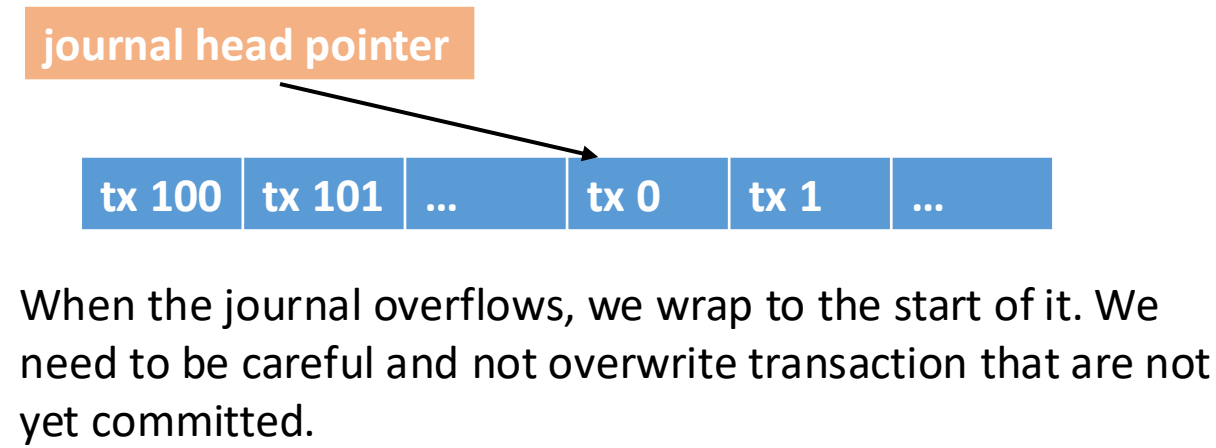 journal head pointer
tx 100 tx 101 ... tx 0 tx 1 ...
When the journal overflows, we wrap to the start of it. We
need to be careful and not overwrite transaction that are not
yet committed.